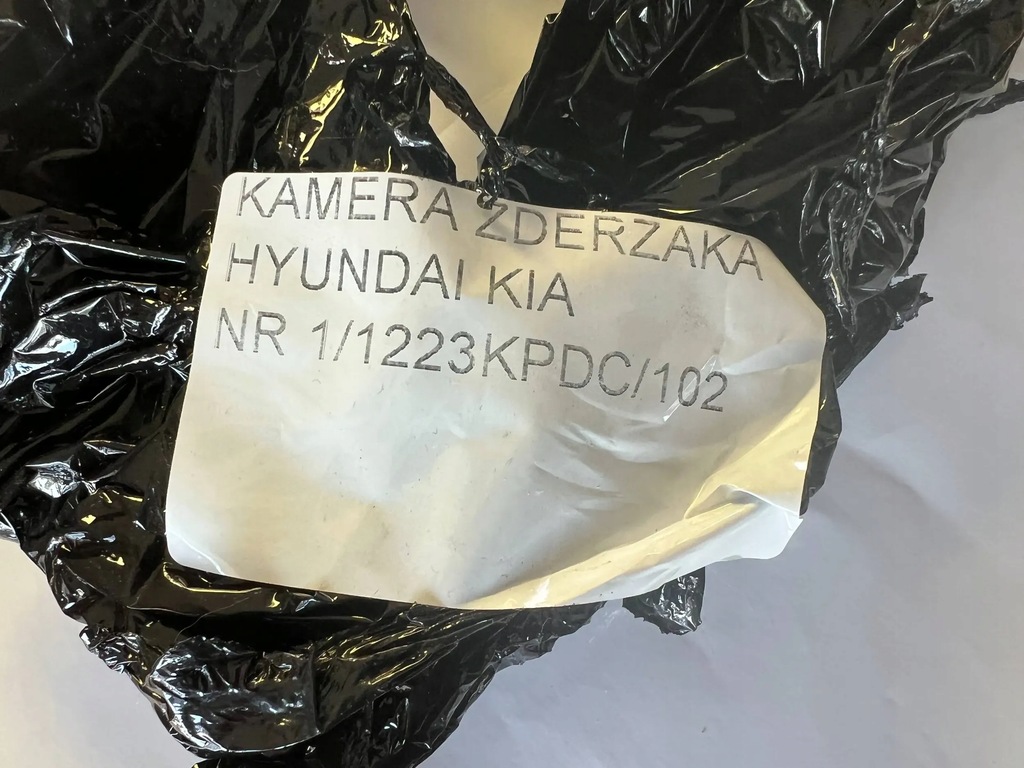 KAMERA ZDERZAKA
HYUNDAI KIA
NR 1/1223KPDC/102